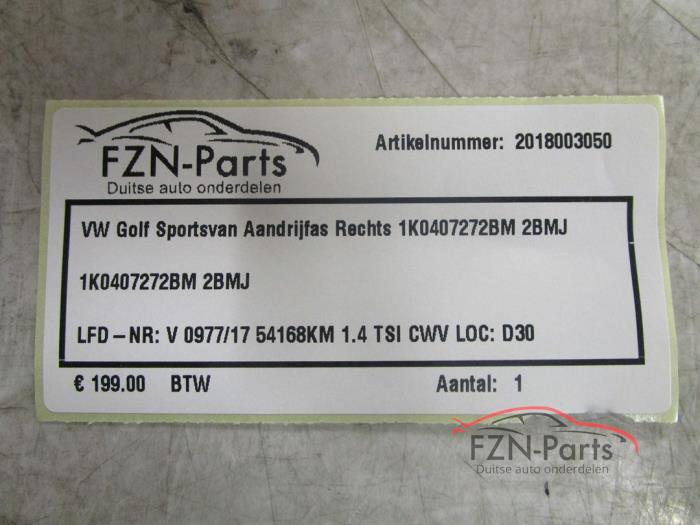 FZN-Parts
Duitse auto onderdelen
Artikelnummer: 2018003050
VW Golf Sportsvan Aandrijfas Rechts 1K0407272BM 2BMJ
1K0407272BM 2BMJ
LFD-NR: V 0977/17 54168KM 1.4 TSI CWV LOC: D30
€ 199.00 BTW
Aantal: 1
FZN-Parts
Duitse auto onderdelen